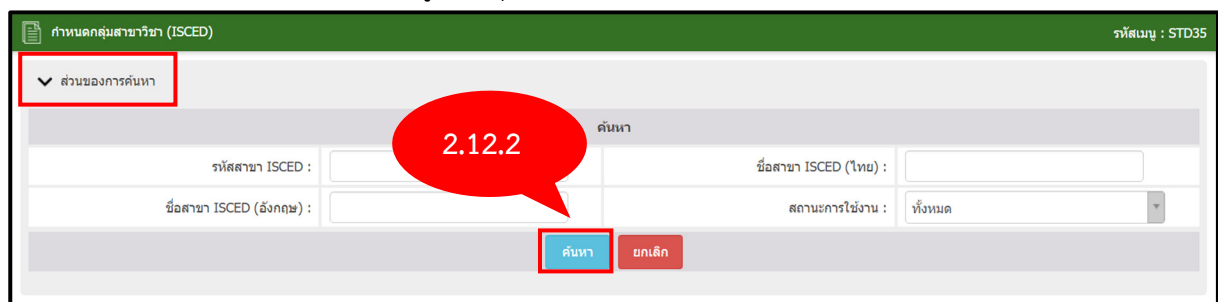 กำหนดกลุ่มสาขาวิชา (ISCED) รหัสเมนู : STD35
ส่วนของการค้นหา
ค้นหา
2.12.2
รหัสสาขา ISCED : ชื่อสาขา ISCED (ไทย) :
ชื่อสาขา ISCED (อังกฤษ) : สถานะการใช้งาน : ทั้งหมด
ค้นหา ยกเลิก